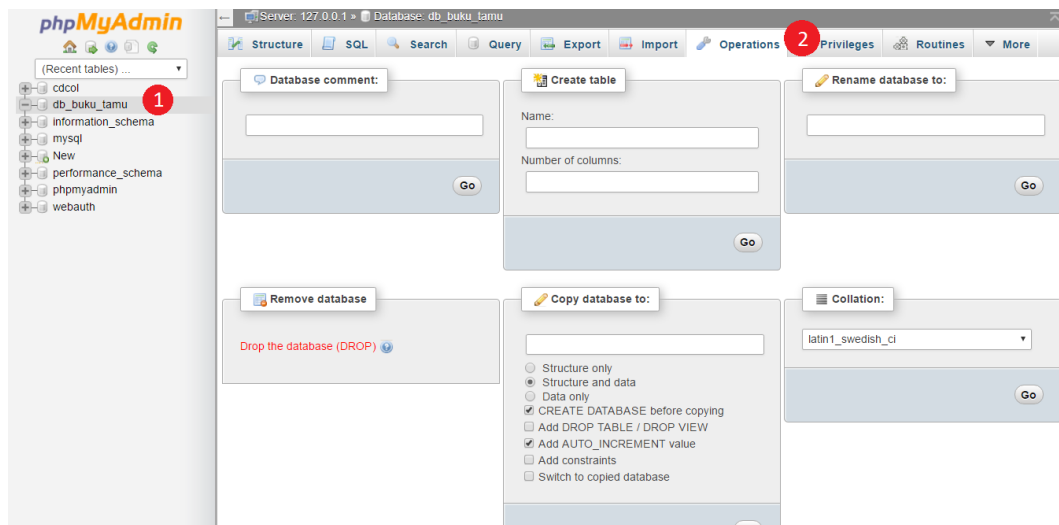 phpMyAdmin
(Recent tables) ...
cdcol
db_buku_tamu
1
information_schema
mysql
New
performance_schema
phpmyadmin
webauth
Server: 127.0.0.1 » Database: db_buku_tamu
Structure SQL Search Query Export Import Operations 2 Privileges Routines More
Database comment:
Go
Create table
Name:
Number of columns:
Go
Rename database to:
Go
Remove database
Drop the database (DROP)
Copy database to:
Structure only
Structure and data
Data only
CREATE DATABASE before copying
Add DROP TABLE / DROP VIEW
Add AUTO_INCREMENT value
Add constraints
Switch to copied database
Collation:
latin1_swedish_ci
Go